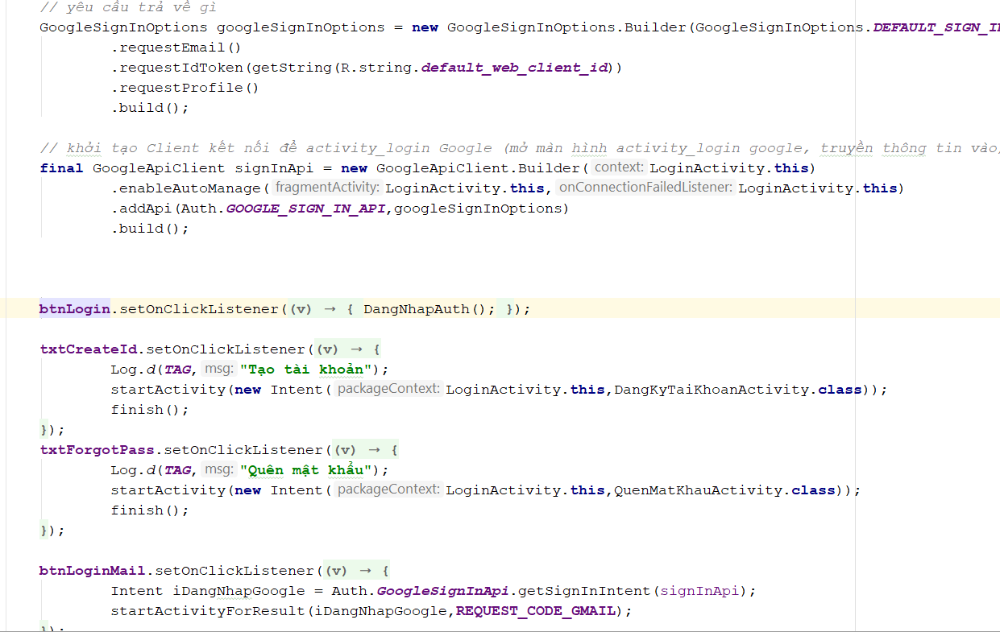 // yêu cầu trả về gì
GoogleSignInOptions googleSignInOptions = new GoogleSignInOptions.Builder(GoogleSignInOptions.DEFAULT_SIGN_I
.requestEmail()
.requestIdToken(getString(R.string.default_web_client_id))
.requestProfile()
.build();
// khởi tạo Client kết nối để activity_login Google (mở màn hình activity_login google, truyền thông tin vào,
final GoogleApiClient signInApi = new GoogleApiClient.Builder( context: LoginActivity.this)
.enableAutoManage( fragmentActivity: LoginActivity.this, onConnectionFailedListener: LoginActivity.this)
.addApi(Auth.GOOGLE_SIGN_IN_API,googleSignInOptions)
.build();
btnLogin.setOnClickListener((v) → { DangNhapAuth(); });
txtCreateId.setOnClickListener((v) → {
Log.d(TAG, msg: "Tạo tài khoản");
startActivity(new Intent( packageContext: LoginActivity.this,DangKyTaiKhoanActivity.class));
finish();
});
txtForgotPass.setOnClickListener((v) → {
Log.d(TAG, msg: "Quên mật khẩu");
startActivity(new Intent( packageContext: LoginActivity.this,QuenMatKhauActivity.class));
finish();
});
btnLoginMail.setOnClickListener((v) → {
Intent iDangNhapGoogle = Auth.GoogleSignInApi.getSignInIntent(signInApi);
startActivityForResult(iDangNhapGoogle,REQUEST_CODE_GMAIL);
});